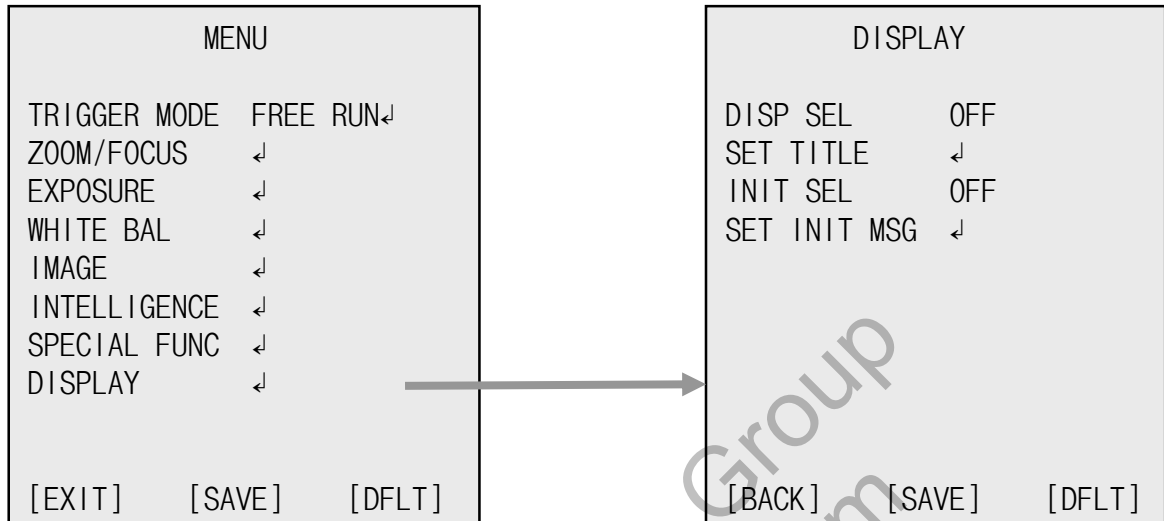 MENU
TRIGGER MODE FREE RUN↲
ZOOM/FOCUS ↲
EXPOSURE ↲
WHITE BAL ↲
IMAGE ↲
INTELLIGENCE ↲
SPECIAL FUNC ↲
DISPLAY ↲
[EXIT] [SAVE] [DFLT]
DISPLAY
DISP SEL OFF
SET TITLE ↲
INIT SEL OFF
SET INIT MSG ↲
Group
[BACK] [SAVE] [DFLT]